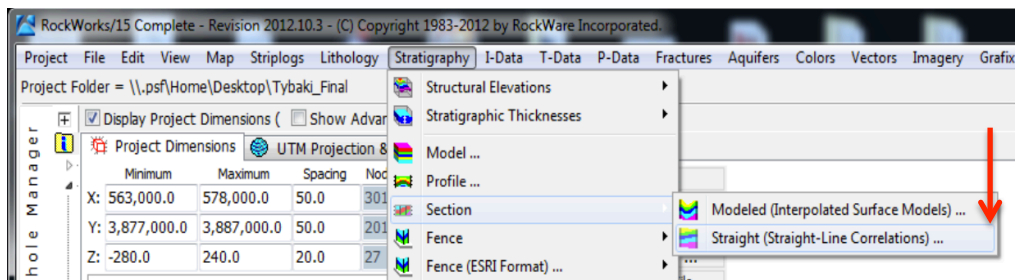 RockWorks/15 Complete - Revision 2012.10.3 - (C) Copyright 1983-2012 by RockWare Incorporated.
Project File Edit View Map Striplogs Lithology Stratigraphy I-Data T-Data P-Data Fractures Aquifers Colors Vectors Imagery Grafix
Project Folder = \\.psf\Home\Desktop\Tybaki_Final
Structural Elevations
Display Project Dimensions ( Show Advan
Stratigraphic Thicknesses
Project Dimensions UTM Projection &
Model ...
Minimum Maximum Spacing Nod
Profile ...
X: 563,000.0 578,000.0 50.0 301
Section
Modeled (Interpolated Surface Models) ...
Y: 3,877,000.0 3,887,000.0 50.0 201
Fence
Straight (Straight-Line Correlations) ...
Z: -280.0 240.0 20.0 27
Fence (ESRI Format) ...
hole Manager